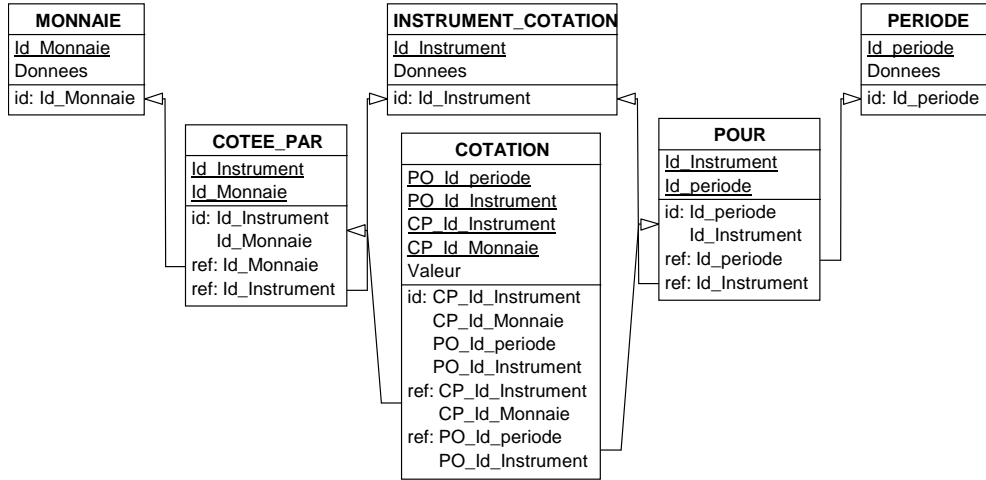 MONNAIE
Id_Monnaie
Donnees
id: Id_Monnaie
INSTRUMENT_COTATION
Id_Instrument
Donnees
id: Id_Instrument
PERIODE
Id_periode
Donnees
id: Id_periode
COTEE_PAR
Id_Instrument
Id_Monnaie
id: Id_Instrument
Id_Monnaie
ref: Id_Monnaie
ref: Id_Instrument
COTATION
PO_Id_periode
PO_Id_Instrument
CP_Id_Instrument
CP_Id_Monnaie
Valeur
id: CP_Id_Instrument
CP_Id_Monnaie
PO_Id_periode
PO_Id_Instrument
ref: CP_Id_Instrument
CP_Id_Monnaie
ref: PO_Id_periode
PO_Id_Instrument
POUR
Id_Instrument
Id_periode
id: Id_periode
Id_Instrument
ref: Id_periode
ref: Id_Instrument